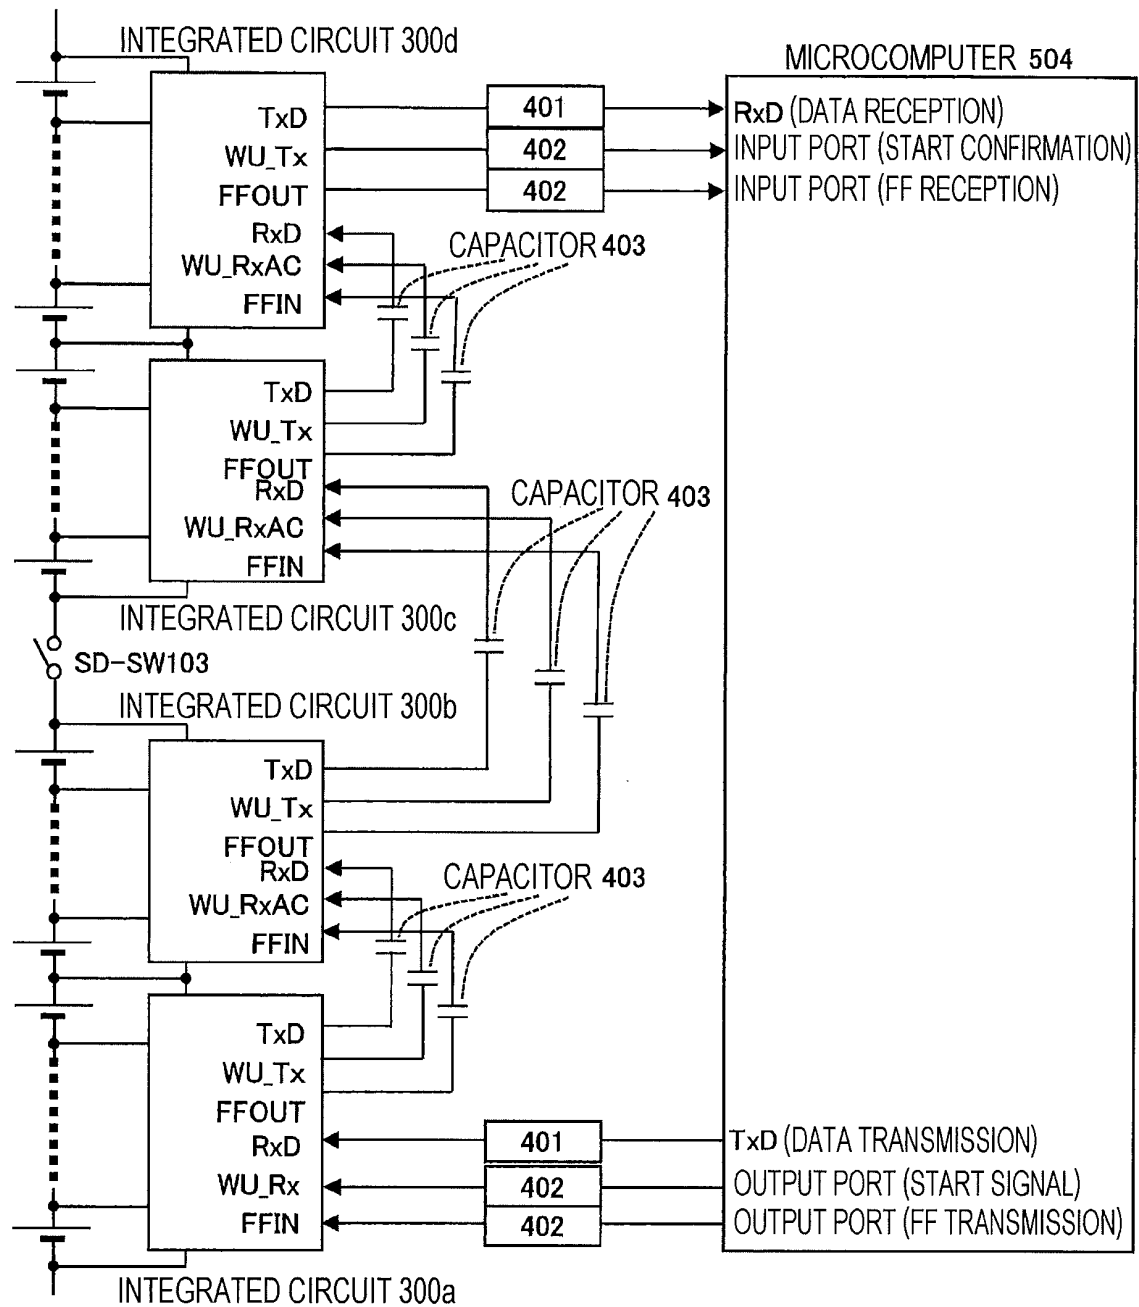 INTEGRATED CIRCUIT 300d
MICROCOMPUTER 504
TxD
401
RxD (DATA RECEPTION)
WU_Tx
402
INPUT PORT (START CONFIRMATION)
FFOUT
402
INPUT PORT (FF RECEPTION)
RxD
CAPACITOR 403
WU_RxAC
FFIN
TxD
WU_Tx
FFOUT
RxD
CAPACITOR 403
WU_RxAC
FFIN
INTEGRATED CIRCUIT 300c
SD-SW103
INTEGRATED CIRCUIT 300b
TxD
WU_Tx
FFOUT
RxD
CAPACITOR 403
WU_RxAC
FFIN
TxD
WU_Tx
FFOUT
RxD
401
TxD (DATA TRANSMISSION)
WU_Rx
402
OUTPUT PORT (START SIGNAL)
FFIN
402
OUTPUT PORT (FF TRANSMISSION)
INTEGRATED CIRCUIT 300a